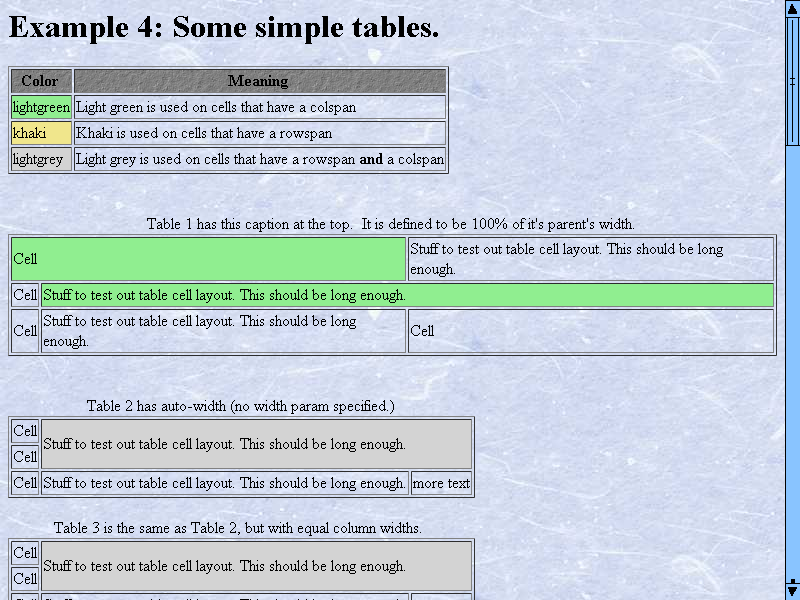 Example 4: Some simple tables.
Color Meaning
lightgreen Light green is used on cells that have a colspan
khaki Khaki is used on cells that have a rowspan
lightgrey Light grey is used on cells that have a rowspan and a colspan
Table 1 has this caption at the top. It is defined to be 100% of it's parent's width.
Cell Stuff to test out table cell layout. This should be long
enough.
Cell Stuff to test out table cell layout. This should be long enough.
Cell Stuff to test out table cell layout. This should be long
enough. Cell
Table 2 has auto-width (no width param specified.)
Cell
Stuff to test out table cell layout. This should be long enough.
Cell
Cell Stuff to test out table cell layout. This should be long enough. more text
Table 3 is the same as Table 2, but with equal column widths.
Cell
Stuff to test out table cell layout. This should be long enough.
Cell